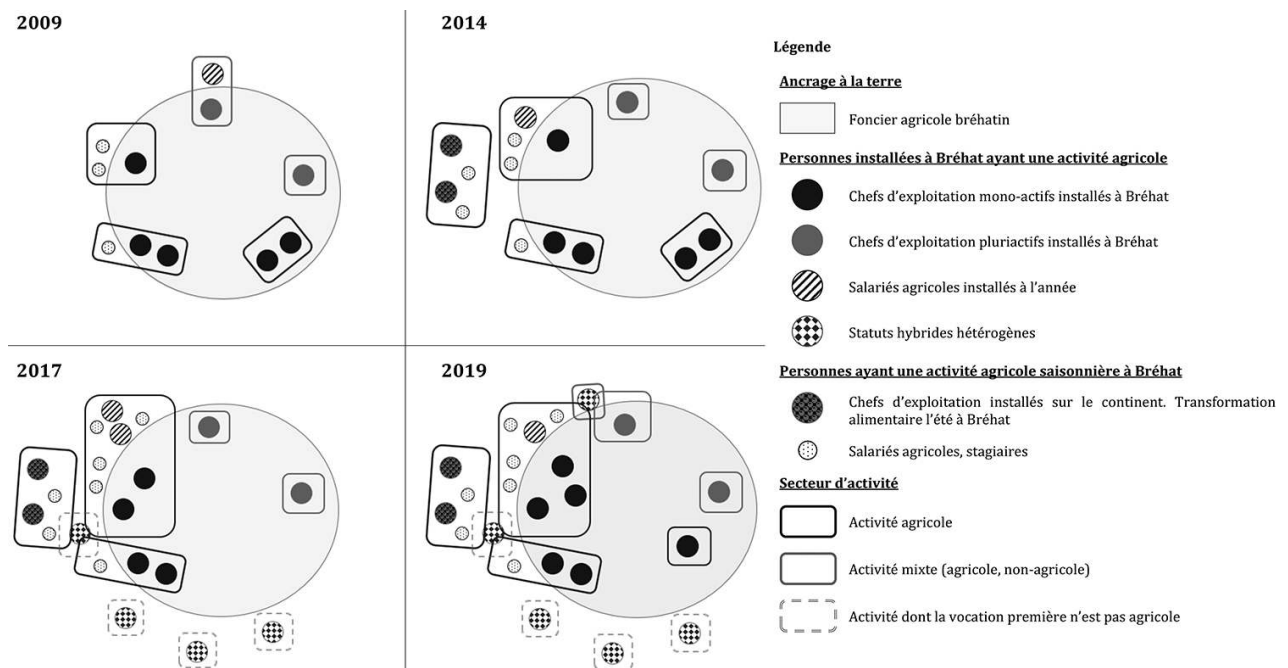 2009
2014
2017
2019
Légende
Ancrage à la terre
Foncier agricole bréhatin
Personnes installées à Bréhat ayant une activité agricole
Chefs d'exploitation mono-actifs installés à Bréhat
Chefs d'exploitation pluriactifs installés à Bréhat
Salariés agricoles installés à l'année
Statuts hybrides hétérogènes
Personnes ayant une activité agricole saisonnière à Bréhat
Chefs d'exploitation installés sur le continent. Transformation
alimentaire l'été à Bréhat
Salariés agricoles, stagiaires
Secteur d'activité
Activité agricole
Activité mixte (agricole, non-agricole)
Activité dont la vocation première n'est pas agricole